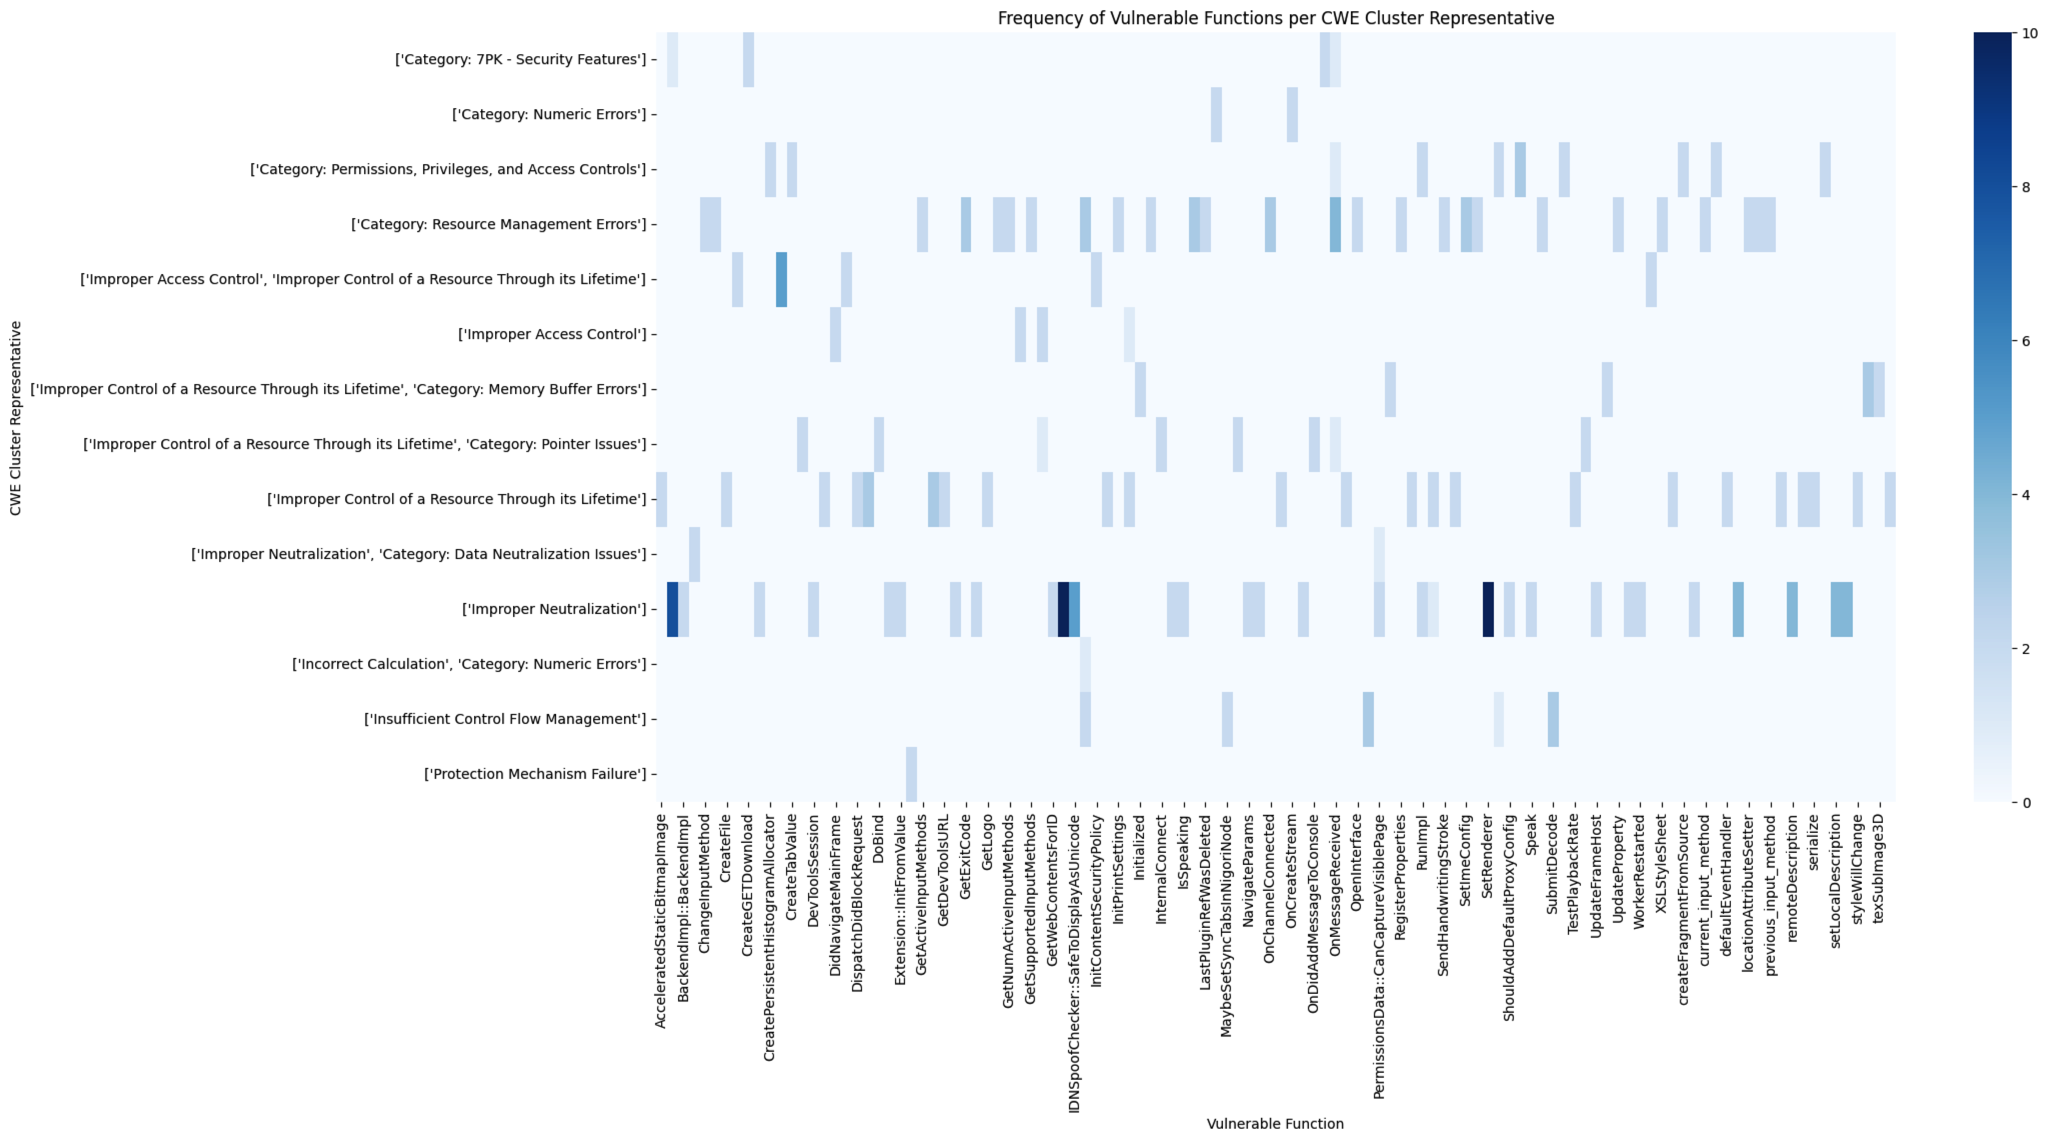 Frequency of Vulnerable Functions per CWE Cluster Representative
CWE Cluster Representative
['Category: 7PK - Security Features']
['Category: Numeric Errors']
['Category: Permissions, Privileges, and Access Controls']
['Category: Resource Management Errors']
['Improper Access Control', 'Improper Control of a Resource Through its Lifetime']
['Improper Access Control']
['Improper Control of a Resource Through its Lifetime', 'Category: Memory Buffer Errors']
['Improper Control of a Resource Through its Lifetime', 'Category: Pointer Issues']
['Improper Control of a Resource Through its Lifetime']
['Improper Neutralization', 'Category: Data Neutralization Issues']
['Improper Neutralization']
['Incorrect Calculation', 'Category: Numeric Errors']
['Insufficient Control Flow Management']
['Protection Mechanism Failure']
AcceleratedStaticBitmapImage
BackendImpl::BackendImpl
ChangeInputMethod
CreateFile
CreateGETDownload
CreatePersistentHistogramAllocator
CreateTabValue
DevToolsSession
DidNavigateMainFrame
DispatchDidBlockRequest
DoBind
Extension::InitFromValue
GetActiveInputMethods
GetDevToolsURL
GetExitCode
GetLogo
GetNumActiveInputMethods
GetSupportedInputMethods
GetWebContentsForID
IDNSpoofChecker::SafeToDisplayAsUnicode
InitContentSecurityPolicy
InitPrintSettings
Initialized
InternalConnect
IsSpeaking
LastPluginRefWasDeleted
MaybeSetSyncTabsInNigoriNode
NavigateParams
OnChannelConnected
OnCreateStream
OnDidAddMessageToConsole
OnMessageReceived
OpenInterface
PermissionsData::CanCaptureVisiblePage
RegisterProperties
RunImpl
SendHandwritingStroke
SetImeConfig
SetRenderer
ShouldAddDefaultProxyConfig
Speak
SubmitDecode
TestPlaybackRate
UpdateFrameHost
UpdateProperty
WorkerRestarted
XSLStyleSheet
createFragmentFromSource
current_input_method
defaultEventHandler
locationAttributeSetter
previous_input_method
remoteDescription
serialize
setLocalDescription
styleWillChange
texSubImage3D
Vulnerable Function
10
8
6
4
2
0